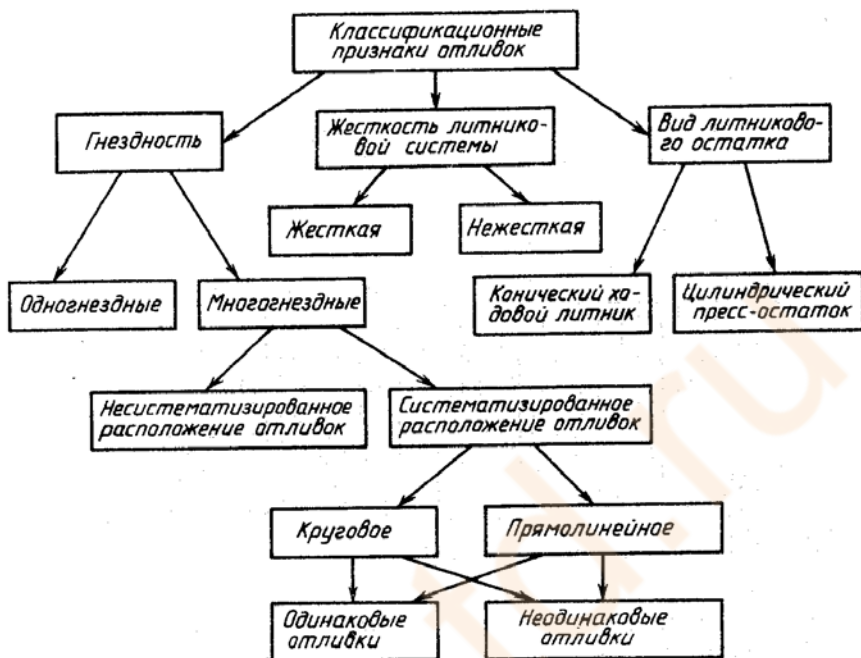 Классификационные
признаки отливок
Гнездность
Жесткость литнико-
вой системы
Вид литниково-
го остатка
Жесткая
Нежесткая
Одногнездные
Многогнездные
Конический хо-
довой литник
Цилиндрический
пресс-остаток
Несистематизированное
расположение отливок
Систематизированное
расположение отливок
Круговое
Прямолинейное
Одинаковые
отливки
Неодинаковые
отливки